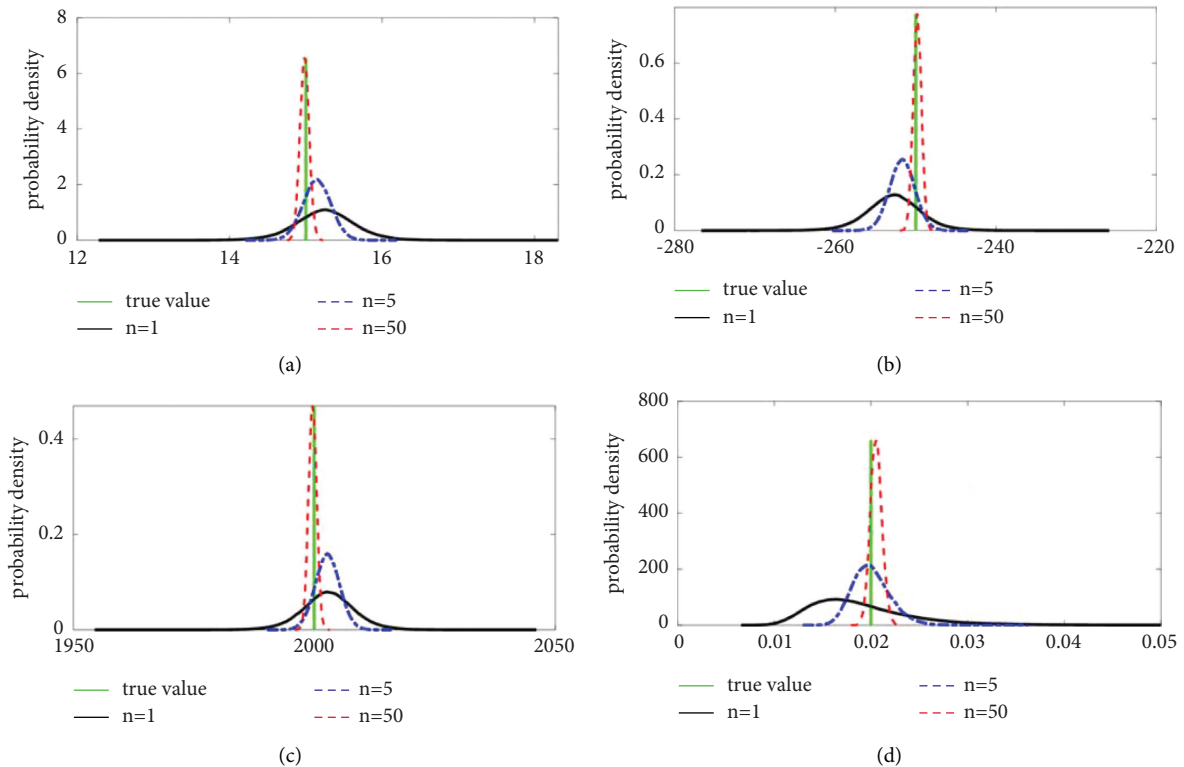 probability density
8
6
4
2
0
12
14
16
18
true value
n=1
n=5
n=50
(a)
probability density
0.8
0.6
0.4
0.2
0
-280
-260
-240
-220
true value
n=1
n=5
n=50
(b)
probability density
0.4
0.2
0
1950
2000
2050
true value
n=1
n=5
n=50
(c)
probability density
800
600
400
200
0
0
0.01
0.02
0.03
0.04
0.05
true value
n=1
n=5
n=50
(d)